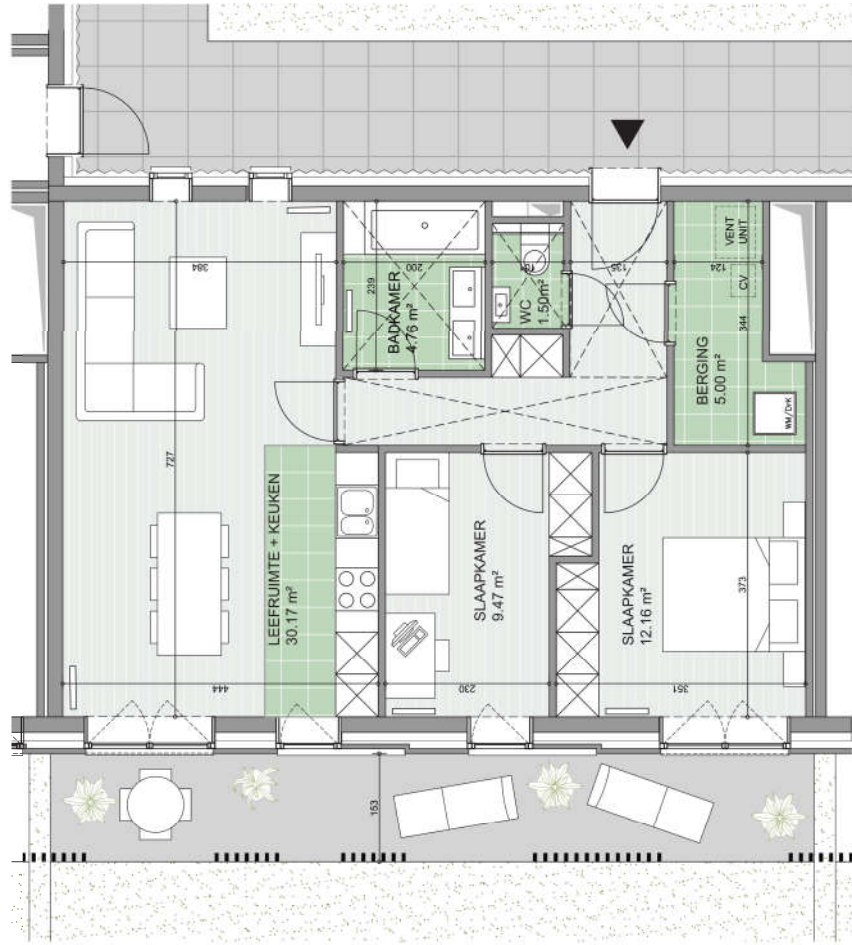 384
727
444
LEEFRUIMTE + KEUKEN
30.17 m²
200
239
BADKAMER
4.76 m²
WC
1.50m²
135
124
344
VENT
UNIT
CV
BERGING
5.00 m²
WM/DrK
SLAAPKAMER
9.47 m²
230
SLAAPKAMER
12.16 m²
373
351
153